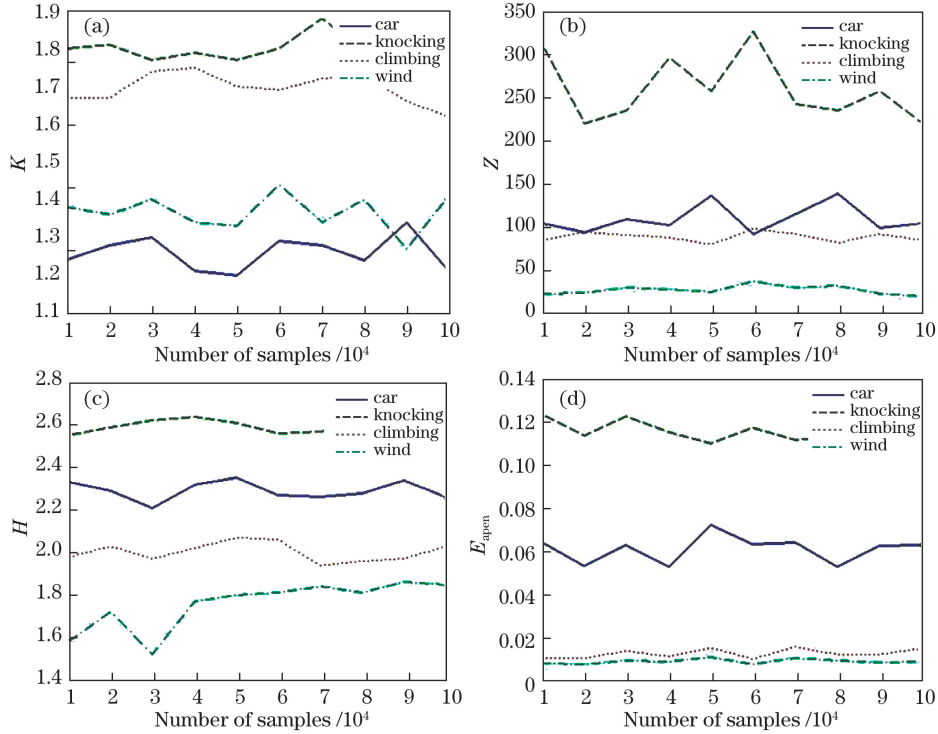 (a)
car
knocking
climbing
wind
K
1.9
1.8
1.7
1.6
1.5
1.4
1.3
1.2
1.1
1 2 3 4 5 6 7 8 9 10
Number of samples /10⁴
(b)
car
knocking
climbing
wind
Z
350
300
250
200
150
100
50
0
1 2 3 4 5 6 7 8 9 10
Number of samples /10⁴
(c)
car
knocking
climbing
wind
H
2.8
2.6
2.4
2.2
2.0
1.8
1.6
1.4
1 2 3 4 5 6 7 8 9 10
Number of samples /10⁴
(d)
car
knocking
climbing
wind
E_apen
0.14
0.12
0.10
0.08
0.06
0.04
0.02
0
1 2 3 4 5 6 7 8 9 10
Number of samples /10⁴